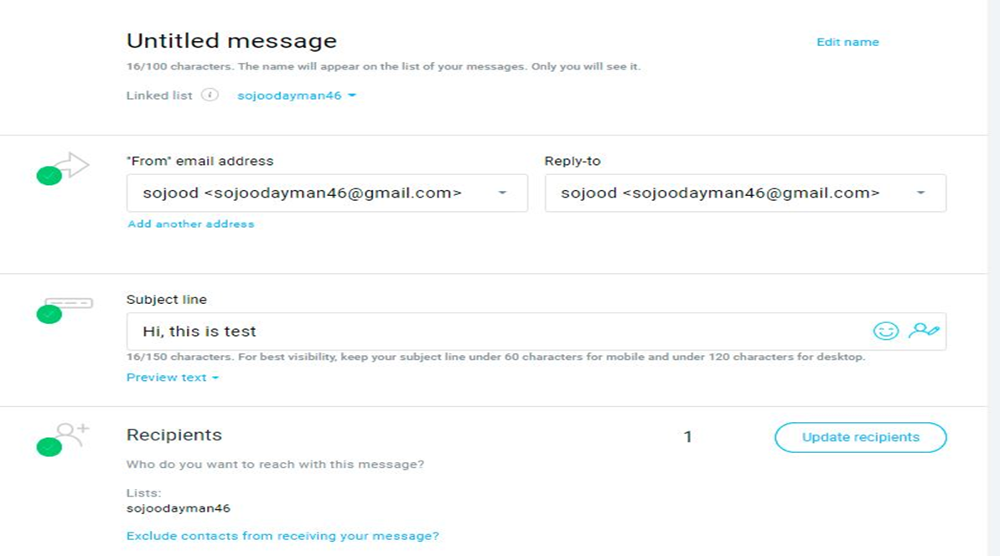 Untitled message
Edit name
16/100 characters. The name will appear on the list of your messages. Only you will see it.
Linked list i sojoodayman46
"From" email address
Reply-to
sojood <sojoodayman46@gmail.com>
sojood <sojoodayman46@gmail.com>
Add another address
Subject line
Hi, this is test
16/150 characters. For best visibility, keep your subject line under 60 characters for mobile and under 120 characters for desktop.
Preview text
Recipients
1
Update recipients
Who do you want to reach with this message?
Lists:
sojoodayman46
Exclude contacts from receiving your message?